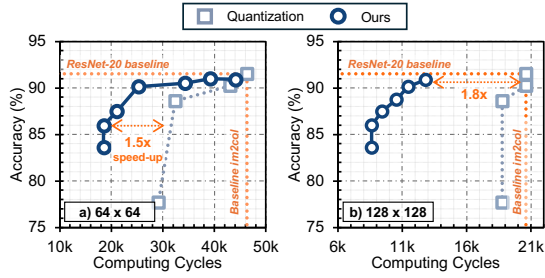 Quantization Ours
Accuracy (%)
95
90
85
80
75
ResNet-20 baseline
1.5x
speed-up
Baseline Im2col
a) 64 x 64
10k 20k 30k 40k 50k
Computing Cycles
Accuracy (%)
95
90
85
80
75
ResNet-20 baseline
1.8x
Baseline Im2col
b) 128 x 128
6k 11k 16k 21k
Computing Cycles